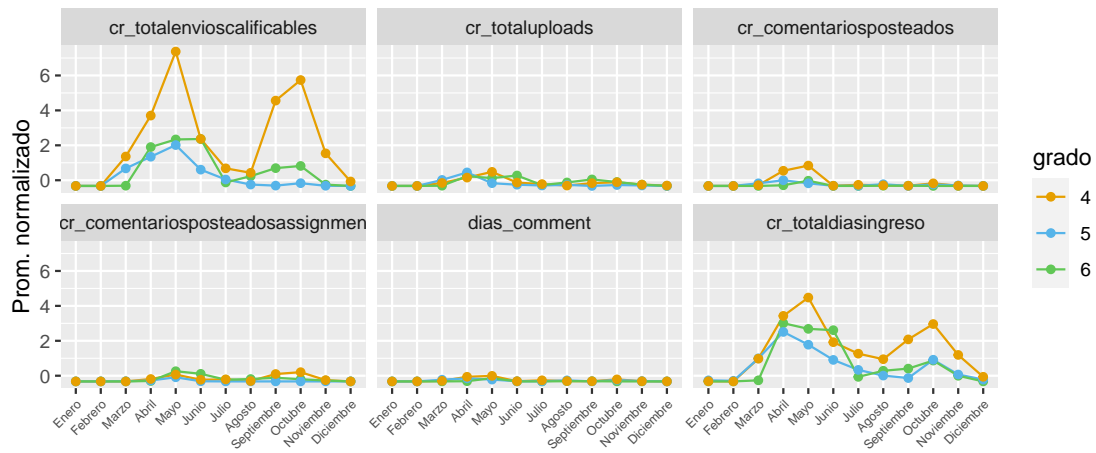 cr_totalenvioscalificables cr_totaluploads cr_comentariosposteados
6
4
2
0
cr_comentariosposteadosassignmen dias_comment cr_totaldiasingreso
6
4
2
0
Prom. normalizado
Enero Febrero Marzo Abril Mayo Junio Julio Agosto Septiembre Octubre Noviembre Diciembre
Enero Febrero Marzo Abril Mayo Junio Julio Agosto Septiembre Octubre Noviembre Diciembre
Enero Febrero Marzo Abril Mayo Junio Julio Agosto Septiembre Octubre Noviembre Diciembre
grado
4
5
6